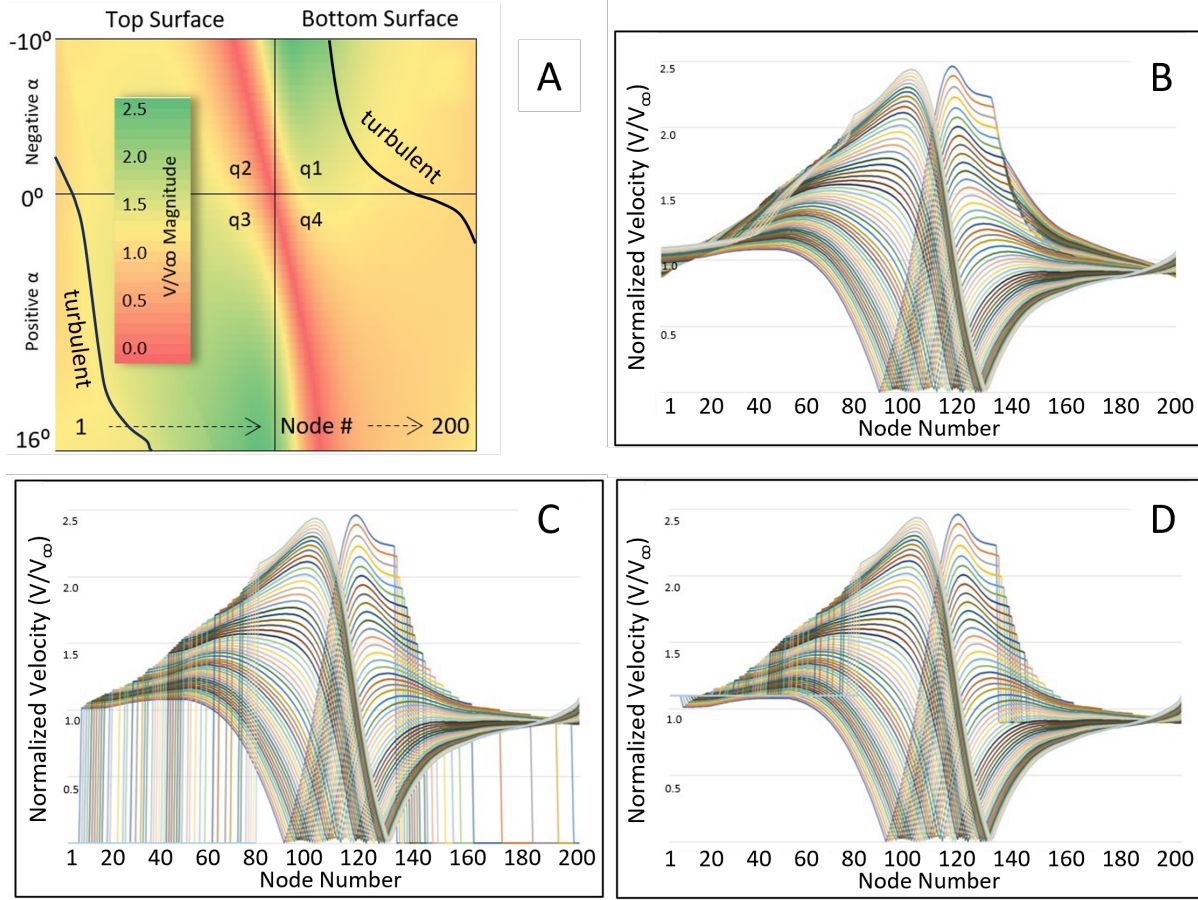 Top Surface
Bottom Surface
-10⁰
A
Negative α
0⁰
Positive α
16⁰
2.5
2.0
1.5
1.0
0.5
0.0
V/V∞ Magnitude
turbulent
turbulent
q2
q1
q3
q4
1
Node #
200
B
Normalized Velocity (V/V∞)
2.5
2.0
1.5
1.0
0.5
1 20 40 60 80 100 120 140 160 180 200
Node Number
C
Normalized Velocity (V/V∞)
2.5
2.0
1.5
1.0
0.5
1 20 40 60 80 100 120 140 160 180 200
Node Number
D
Normalized Velocity (V/V∞)
2.5
2.0
1.5
1.0
0.5
1 20 40 60 80 100 120 140 160 180 200
Node Number